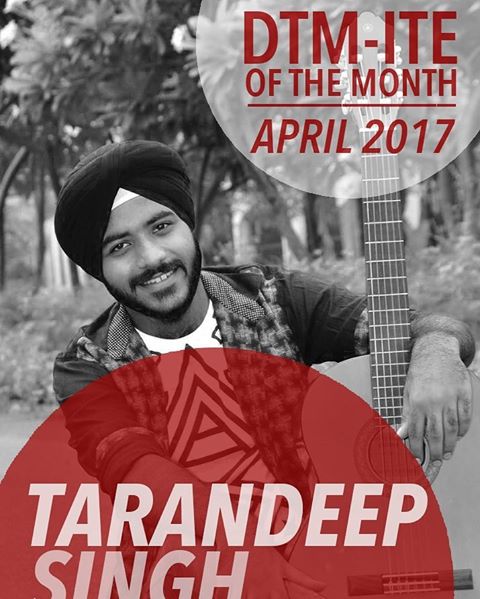 DTM-ITE
OF THE MONTH
APRIL 2017
TARANDEEP
SINGH